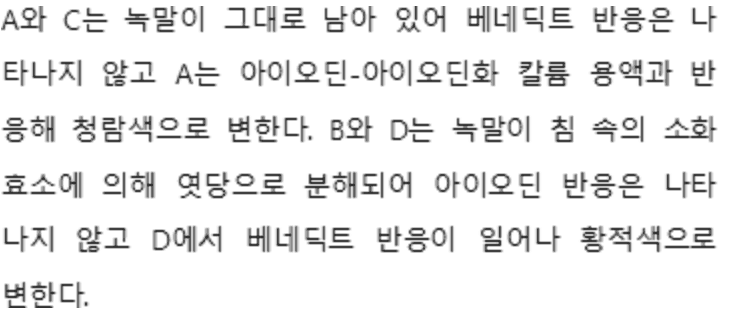 A와 C는 녹말이 그대로 남아 있어 베네딕트 반응은 나
타나지 않고 A는 아이오딘-아이오딘화 칼륨 용액과 반
응해 청람색으로 변한다. B와 D는 녹말이 침 속의 소화
효소에 의해 엿당으로 분해되어 아이오딘 반응은 나타
나지 않고 D에서 베네딕트 반응이 일어나 황적색으로
변한다.